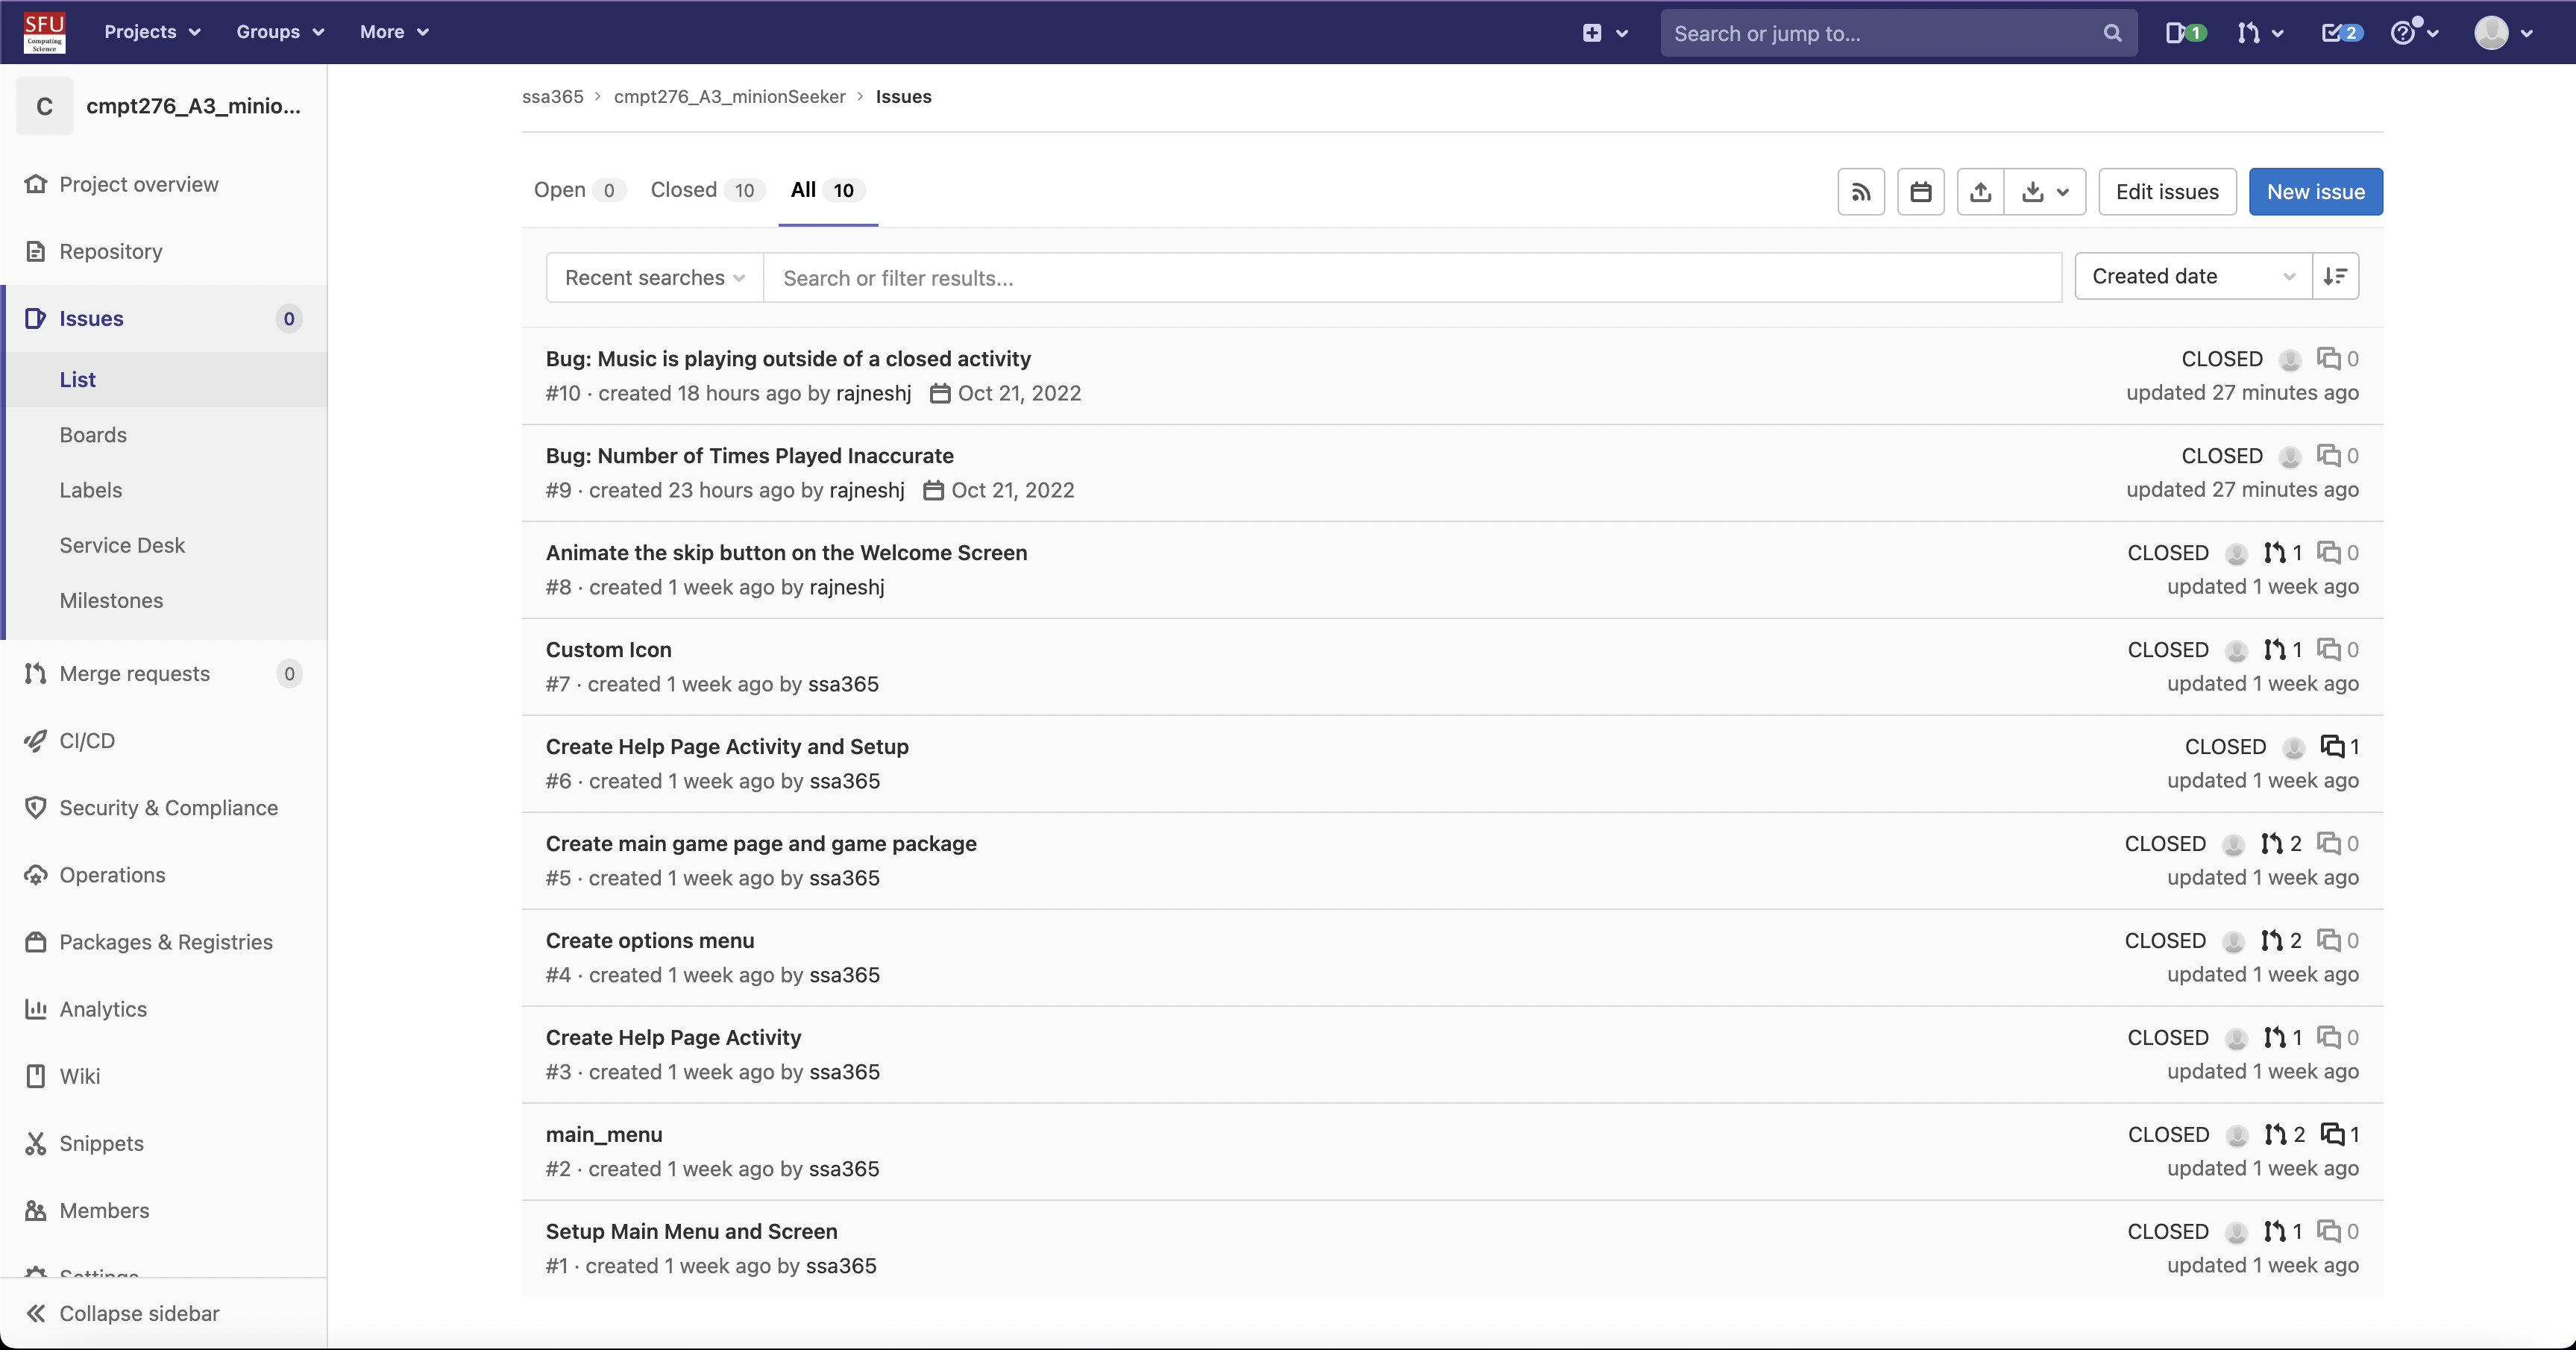 SFU
Computing
Science
Projects
Groups
More
Search or jump to...
1
2
C
cmpt276_A3_minio...
Project overview
Repository
Issues 0
List
Boards
Labels
Service Desk
Milestones
Merge requests 0
CI/CD
Security & Compliance
Operations
Packages & Registries
Analytics
Wiki
Snippets
Members
Settings
Collapse sidebar
ssa365 › cmpt276_A3_minionSeeker › Issues
Open 0 Closed 10 All 10
Edit issues
New issue
Recent searches
Search or filter results...
Created date
Bug: Music is playing outside of a closed activity CLOSED 0
#10 · created 18 hours ago by rajneshj Oct 21, 2022 updated 27 minutes ago
Bug: Number of Times Played Inaccurate CLOSED 0
#9 · created 23 hours ago by rajneshj Oct 21, 2022 updated 27 minutes ago
Animate the skip button on the Welcome Screen CLOSED 1 0
#8 · created 1 week ago by rajneshj updated 1 week ago
Custom Icon CLOSED 1 0
#7 · created 1 week ago by ssa365 updated 1 week ago
Create Help Page Activity and Setup CLOSED 1
#6 · created 1 week ago by ssa365 updated 1 week ago
Create main game page and game package CLOSED 2 0
#5 · created 1 week ago by ssa365 updated 1 week ago
Create options menu CLOSED 2 0
#4 · created 1 week ago by ssa365 updated 1 week ago
Create Help Page Activity CLOSED 1 0
#3 · created 1 week ago by ssa365 updated 1 week ago
main_menu CLOSED 2 1
#2 · created 1 week ago by ssa365 updated 1 week ago
Setup Main Menu and Screen CLOSED 1 0
#1 · created 1 week ago by ssa365 updated 1 week ago